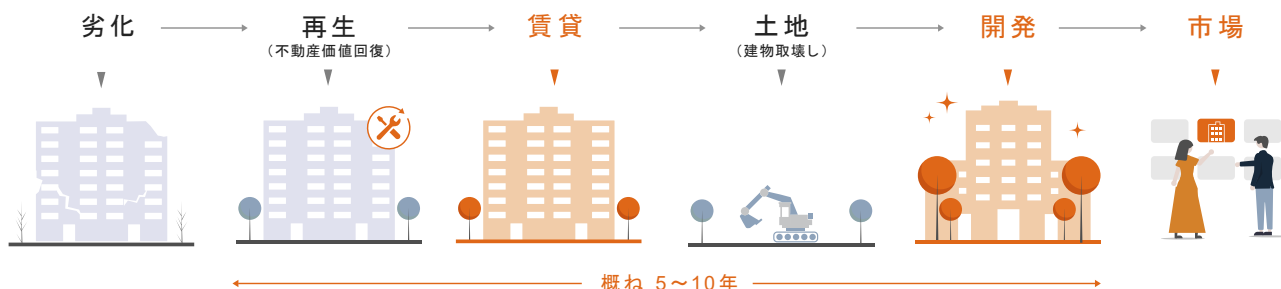 劣化
再生
（不動産価値回復）
賃貸
土地
（建物取壊し）
開発
市場
概ね 5〜10年